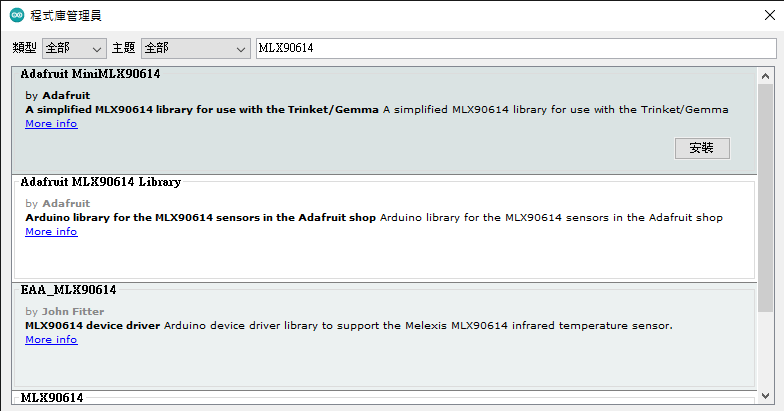 程式庫管理員
類型 全部 主題 全部 MLX90614
Adafruit MiniMLX90614
by Adafruit
A simplified MLX90614 library for use with the Trinket/Gemma A simplified MLX90614 library for use with the Trinket/Gemma
More info
安裝
Adafruit MLX90614 Library
by Adafruit
Arduino library for the MLX90614 sensors in the Adafruit shop Arduino library for the MLX90614 sensors in the Adafruit shop
More info
EAA_MLX90614
by John Fitter
MLX90614 device driver Arduino device driver library to support the Melexis MLX90614 infrared temperature sensor.
More info
MLX90614